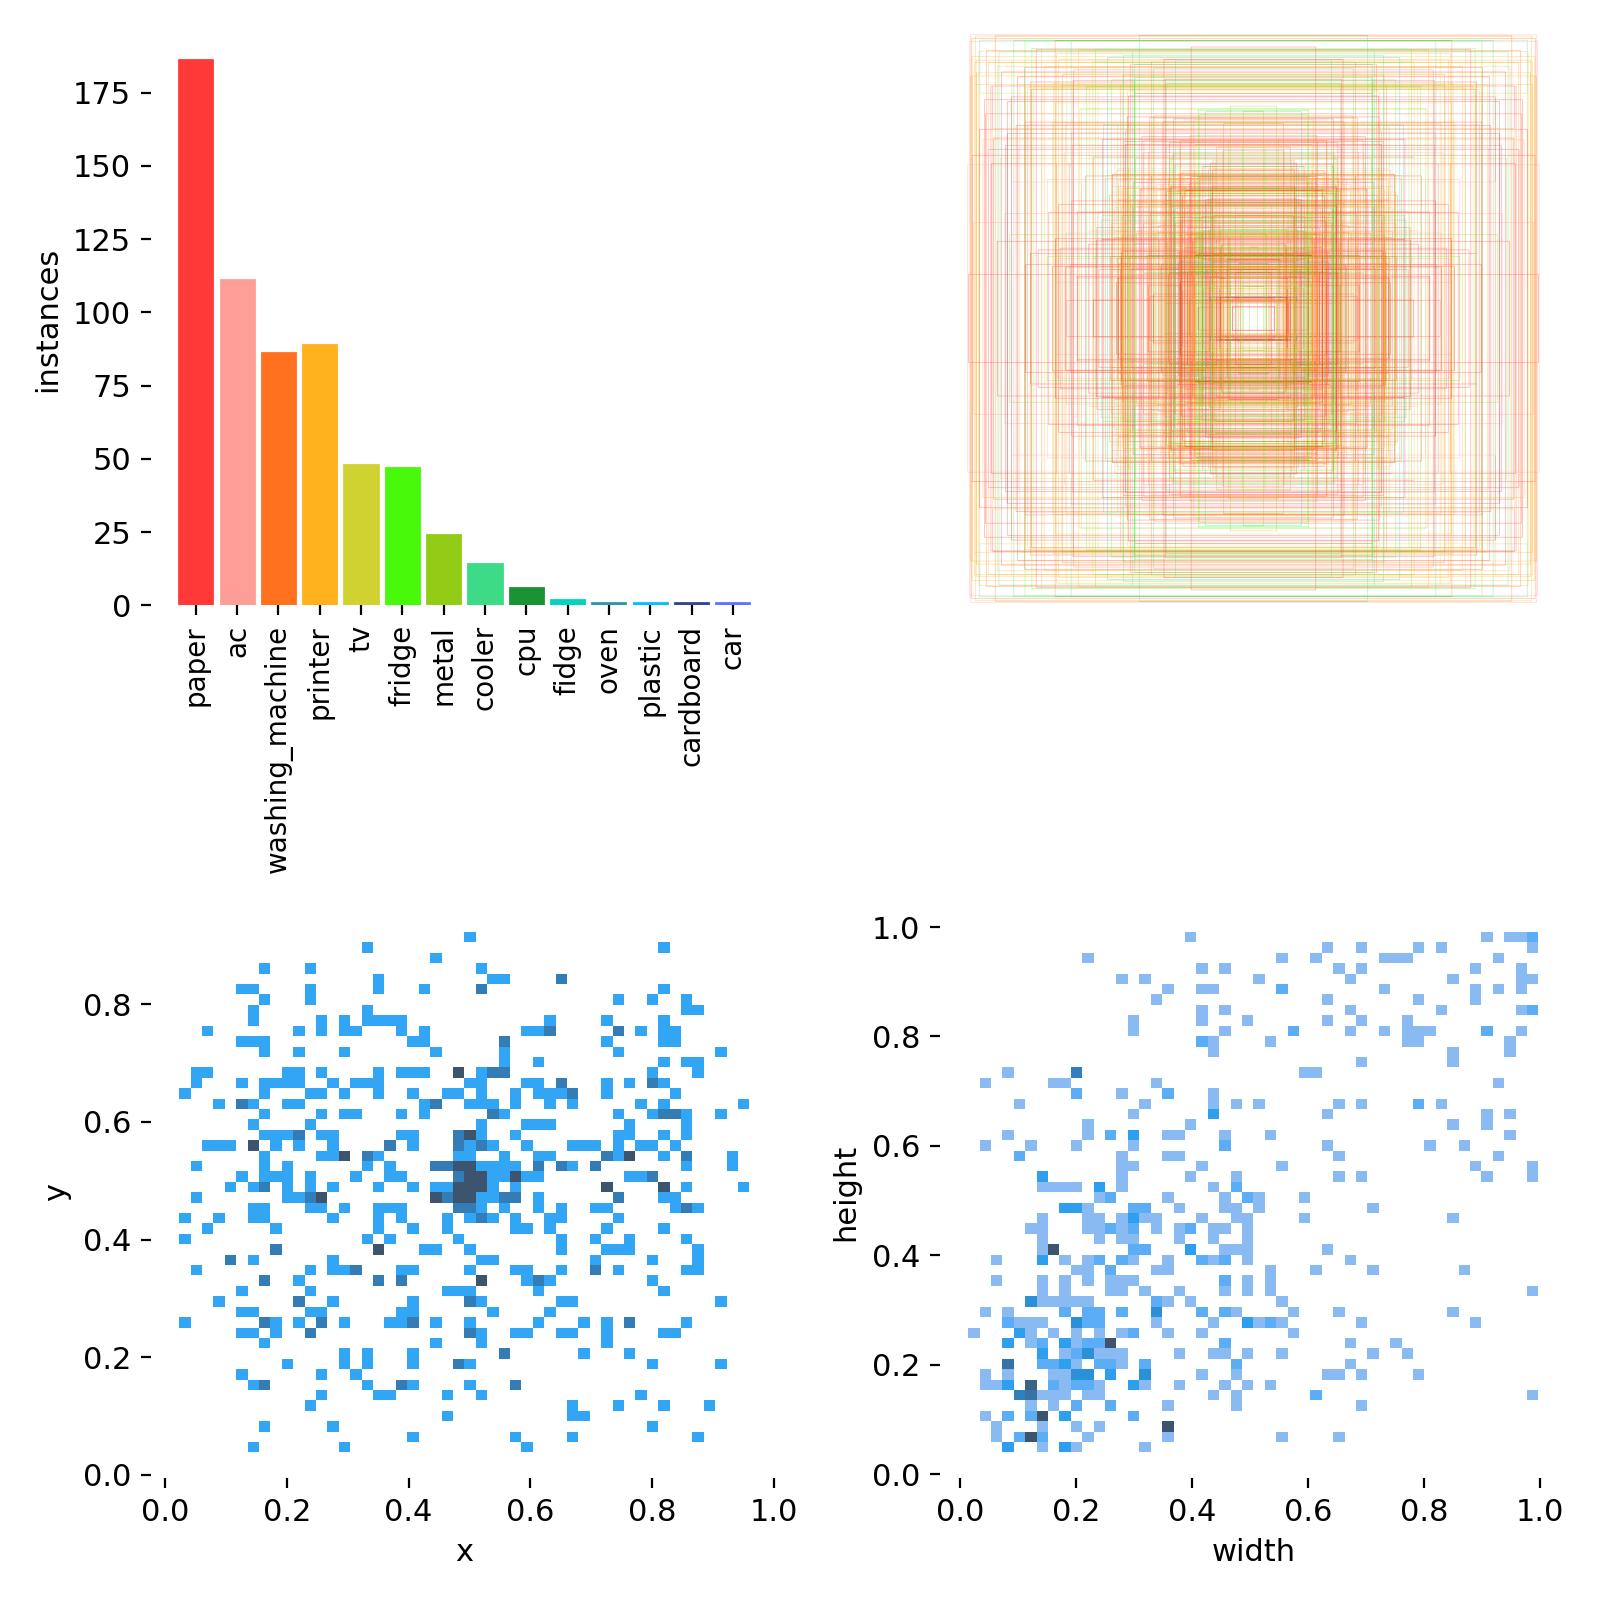 instances
175
150
125
100
75
50
25
0
paper
ac
washing_machine
printer
tv
fridge
metal
cooler
cpu
fidge
oven
plastic
cardboard
car
y
0.8
0.6
0.4
0.2
0.0
0.0 0.2 0.4 0.6 0.8 1.0
x
height
1.0
0.8
0.6
0.4
0.2
0.0
0.0 0.2 0.4 0.6 0.8 1.0
width